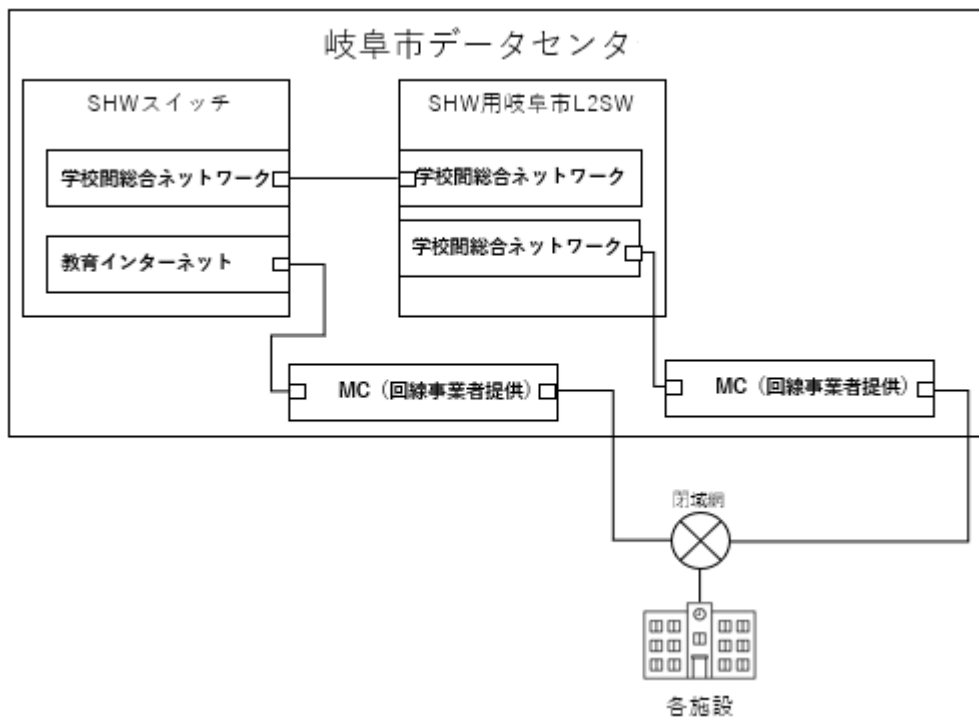 岐阜市データセンタ
SHWスイッチ
SHW用岐阜市L2SW
学校間総合ネットワーク
学校間総合ネットワーク
学校間総合ネットワーク
教育インターネット
MC（回線事業者提供）
MC（回線事業者提供）
閉域網
各施設